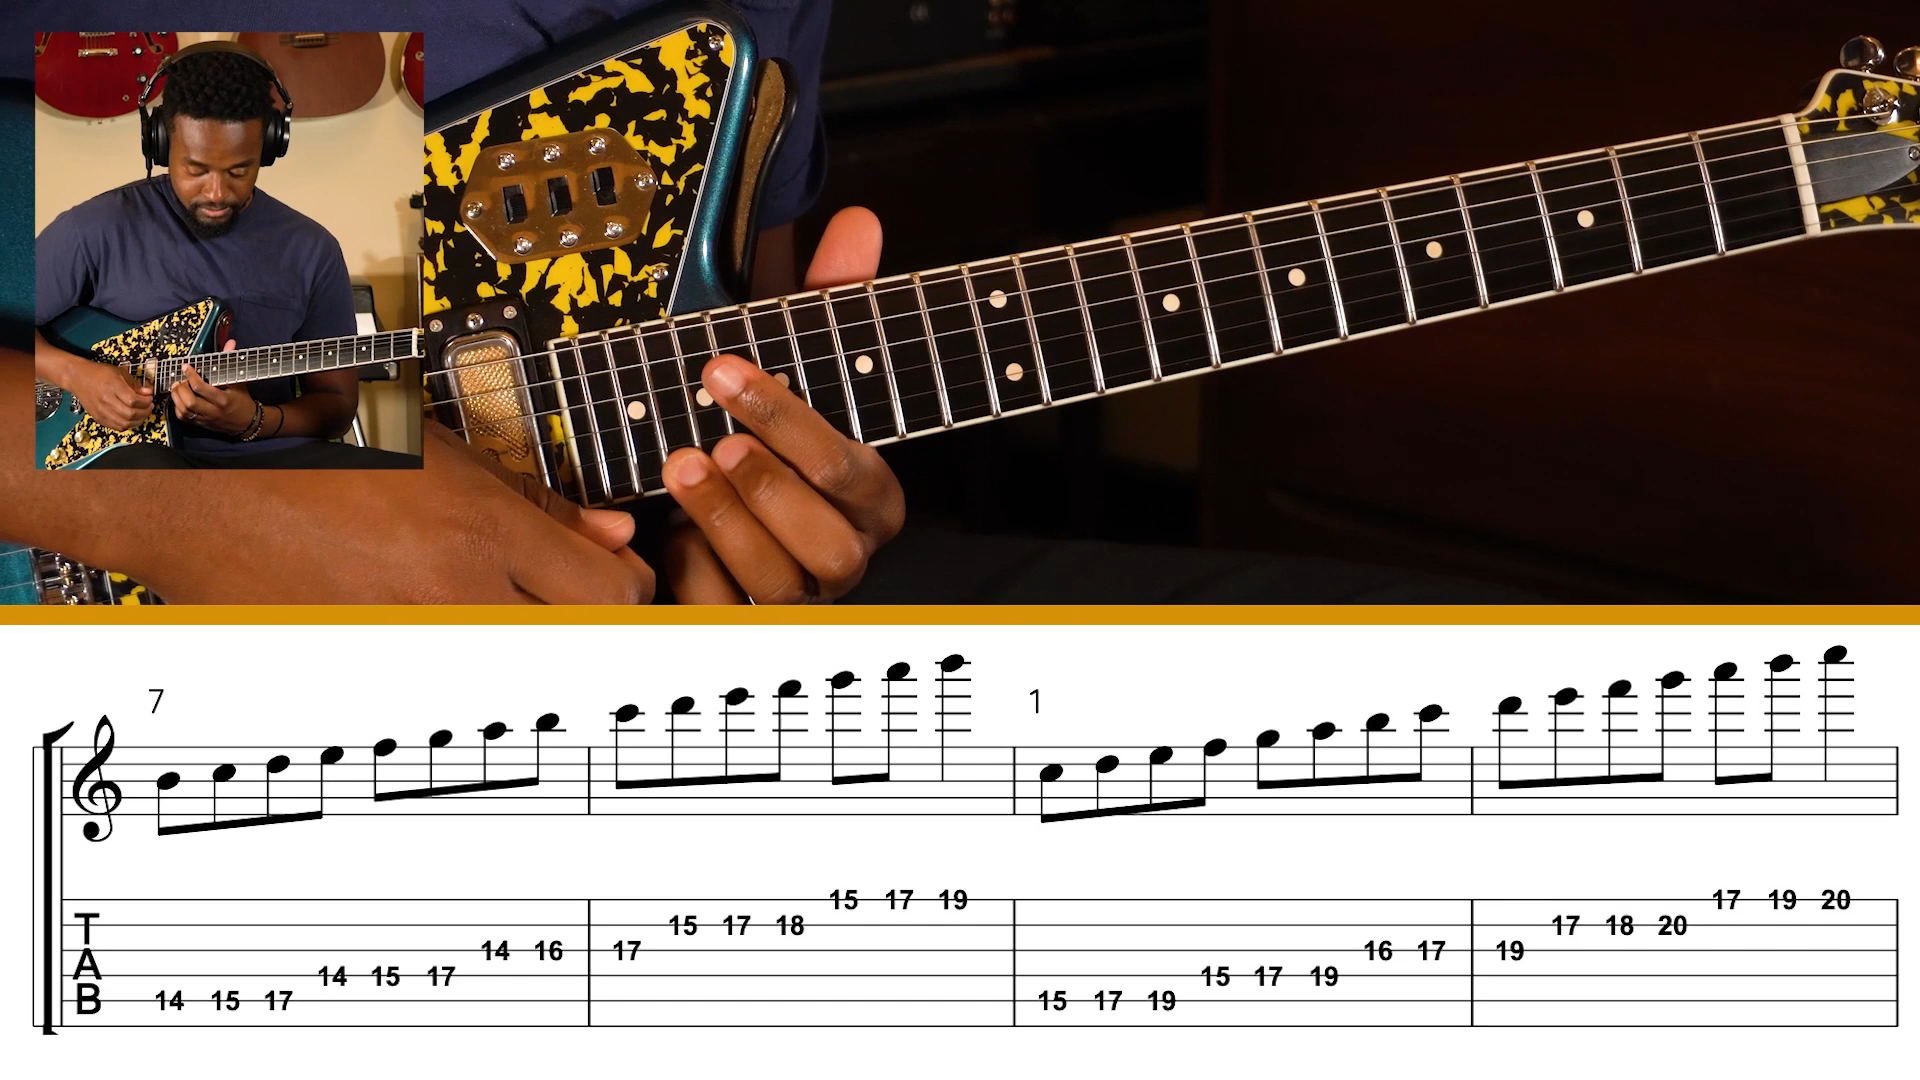 7 1
15 17 19 17 19 20
T 15 17 18 17 18 20
14 16 17 16 17 19
A 14 15 17 15 17 19
B 14 15 17 15 17 19